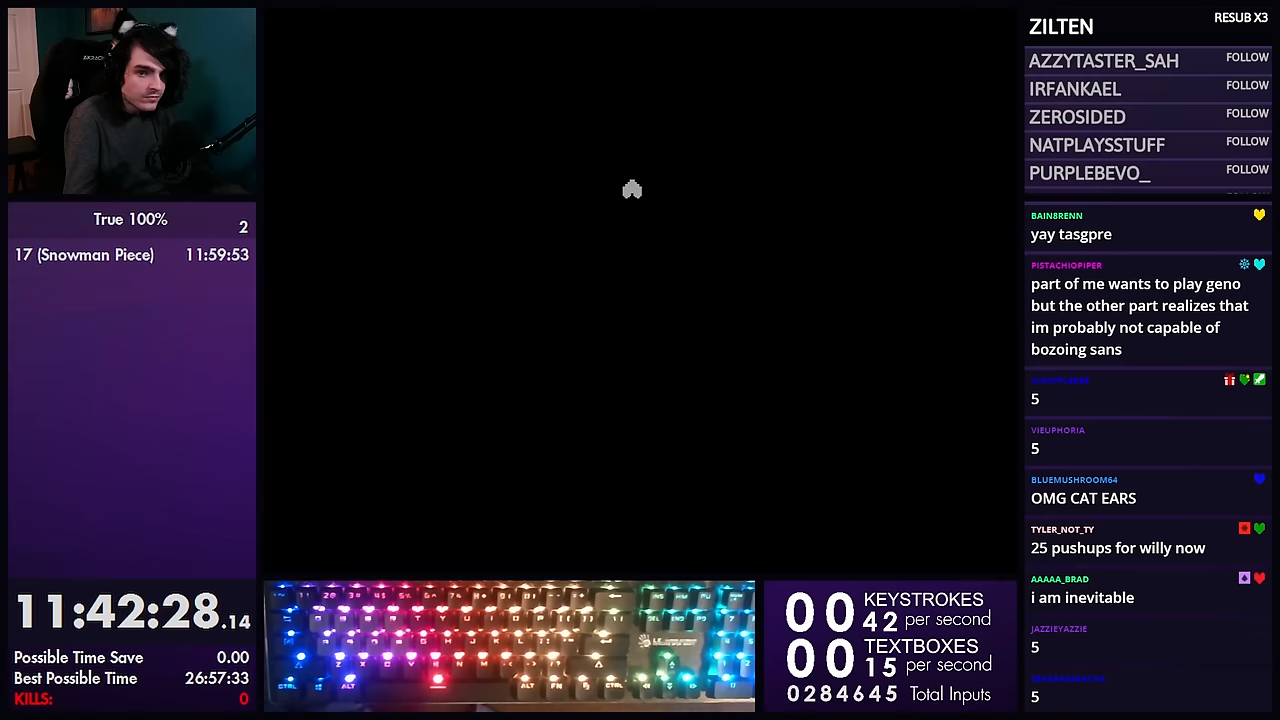 True 100%
2
17 (Snowman Piece) 11:59:53
11:42:28.14
Possible Time Save 0.00
Best Possible Time 26:57:33
KILLS: 0
00 KEYSTROKES
42 per second
00 TEXTBOXES
15 per second
0284645 Total Inputs
ZILTEN RESUB X3
AZZYTASTER_SAH FOLLOW
IRFANKAEL FOLLOW
ZEROSIDED FOLLOW
NATPLAYSSTUFF FOLLOW
PURPLEBEVO_ FOLLOW
BAIN8RENN
yay tasgpre
PISTACHIOPIPER
part of me wants to play geno
but the other part realizes that
im probably not capable of
bozoing sans
5
VIEUPHORIA
5
BLUEMUSHROOM64
OMG CAT EARS
TYLER_NOT_TY
25 pushups for willy now
AAAAA_BRAD
i am inevitable
JAZZIEYAZZIE
5
5